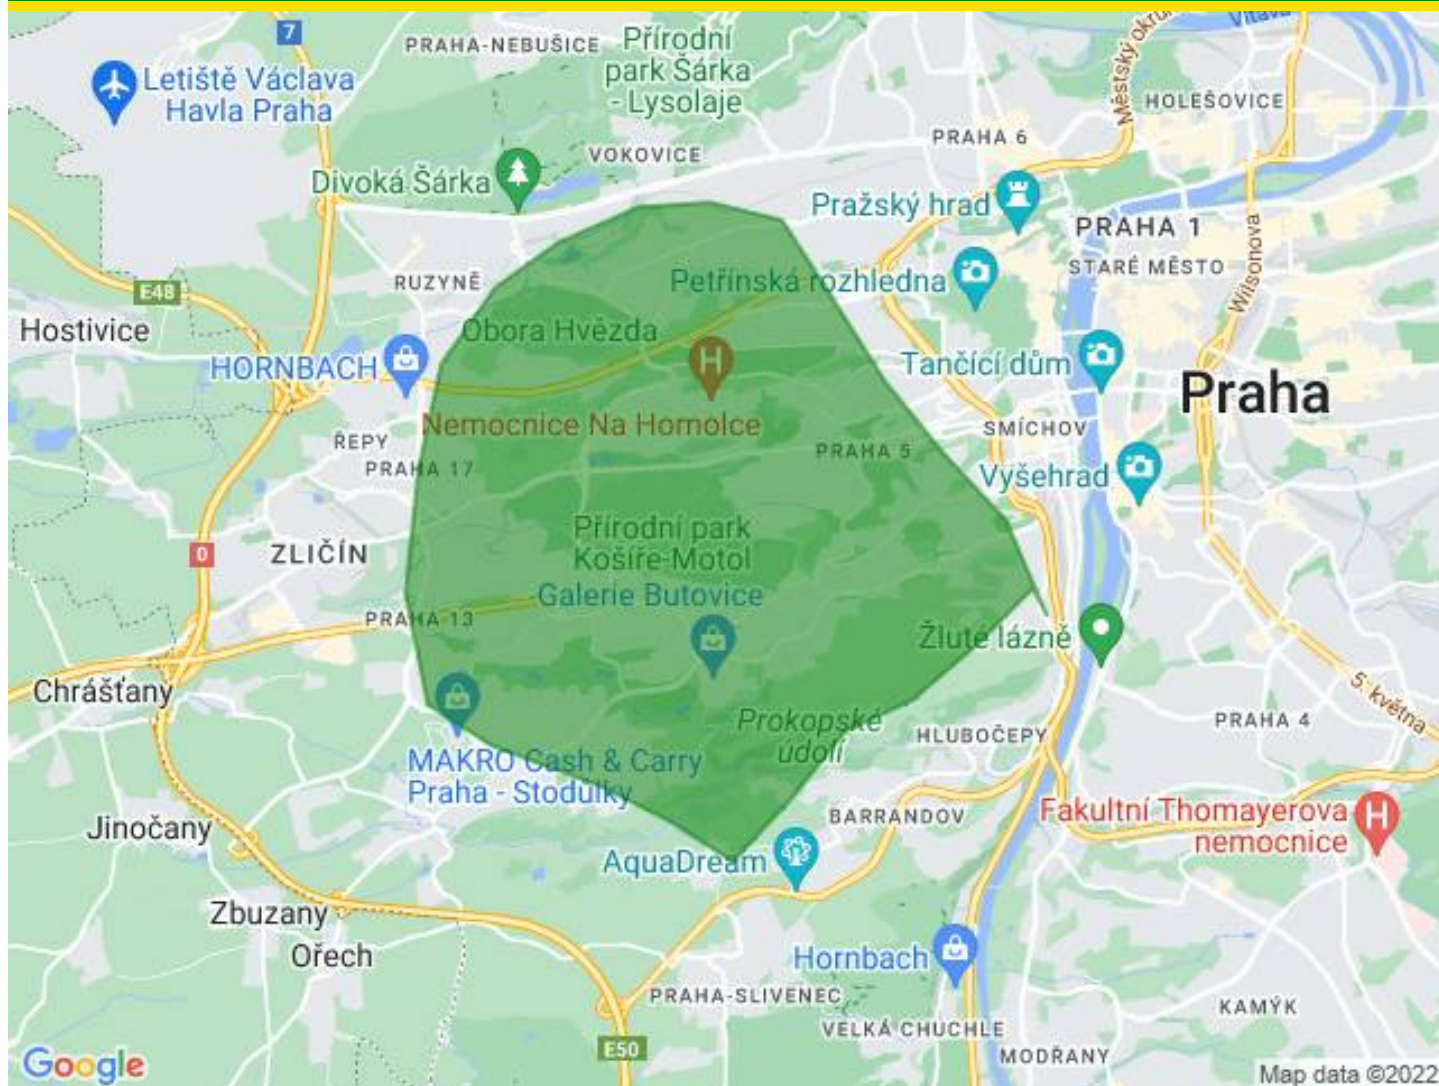 Vltava
7
PRAHA-NEBUŠICE
Přírodní
park Šárka
- Lysolaje
Městský okruh
Letiště Václava
Havla Praha
HOLEŠOVICE
PRAHA 6
VOKOVICE
Divoká Šárka
Pražský hrad
PRAHA 1
STARÉ MĚSTO
Wilsonova
RUZYNĚ
Petřínská rozhledna
E48
Hostivice
Obora Hvězda
HORNBACH
Tančící dům
Praha
Nemocnice Na Homolce
SMÍCHOV
ŘEPY
PRAHA 17
PRAHA 5
Vyšehrad
Přírodní park
Košíře-Motol
0
ZLIČÍN
Galerie Butovice
PRAHA 13
Žluté lázně
Chrášťany
5. května
Prokopské
údolí
HLUBOČEPY
PRAHA 4
MAKRO Cash & Carry
Praha - Stodůlky
Jinočany
BARRANDOV
Fakultní Thomayerova
nemocnice
AquaDream
Zbuzany
Ořech
Hornbach
PRAHA-SLIVENEC
KAMÝK
VELKÁ CHUCHLE
E50
MODŘANY
Google
Map data ©2022